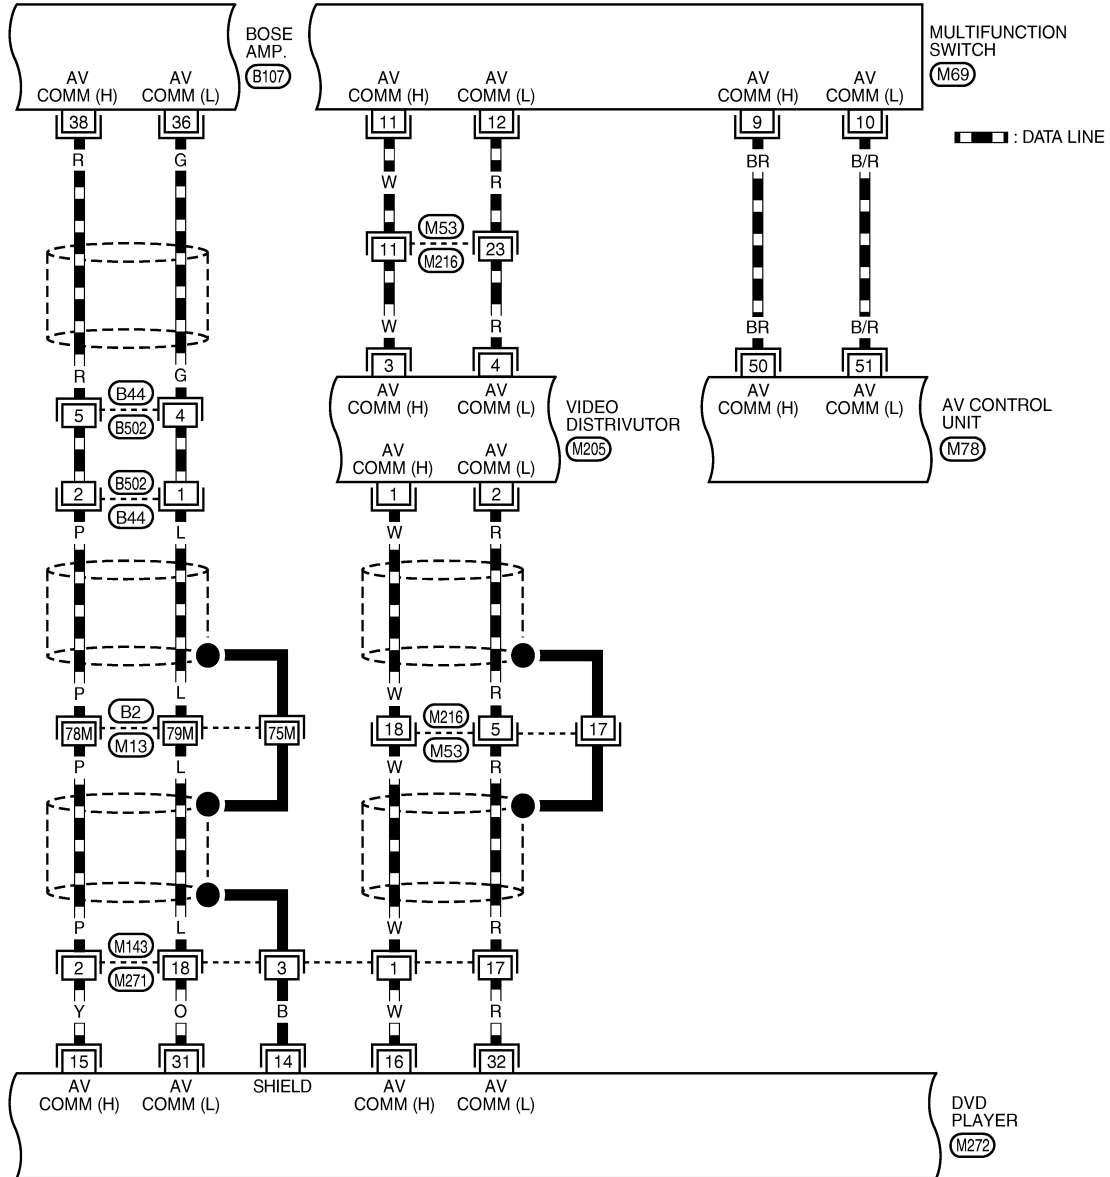 BOSE
AMP.
B107
MULTIFUNCTION
SWITCH
M69
AV
COMM (H)
AV
COMM (L)
AV
COMM (H)
AV
COMM (L)
AV
COMM (H)
AV
COMM (L)
38
36
11
12
9
10
: DATA LINE
R
G
W
R
BR
B/R
M53
11
23
M216
W
R
BR
B/R
3
4
50
51
R
G
AV
COMM (H)
AV
COMM (L)
AV
COMM (H)
AV
COMM (L)
B44
5
4
B502
VIDEO
DISTRIVUTOR
M205
AV CONTROL
UNIT
M78
AV
COMM (H)
AV
COMM (L)
B502
2
1
B44
1
2
P
L
W
R
P
L
W
R
B2
78M
79M
75M
M13
M216
18
5
17
M53
P
L
W
R
P
L
W
R
M143
2
18
3
1
17
M271
Y
O
B
W
R
15
31
14
16
32
AV
COMM (H)
AV
COMM (L)
SHIELD
AV
COMM (H)
AV
COMM (L)
DVD
PLAYER
M272